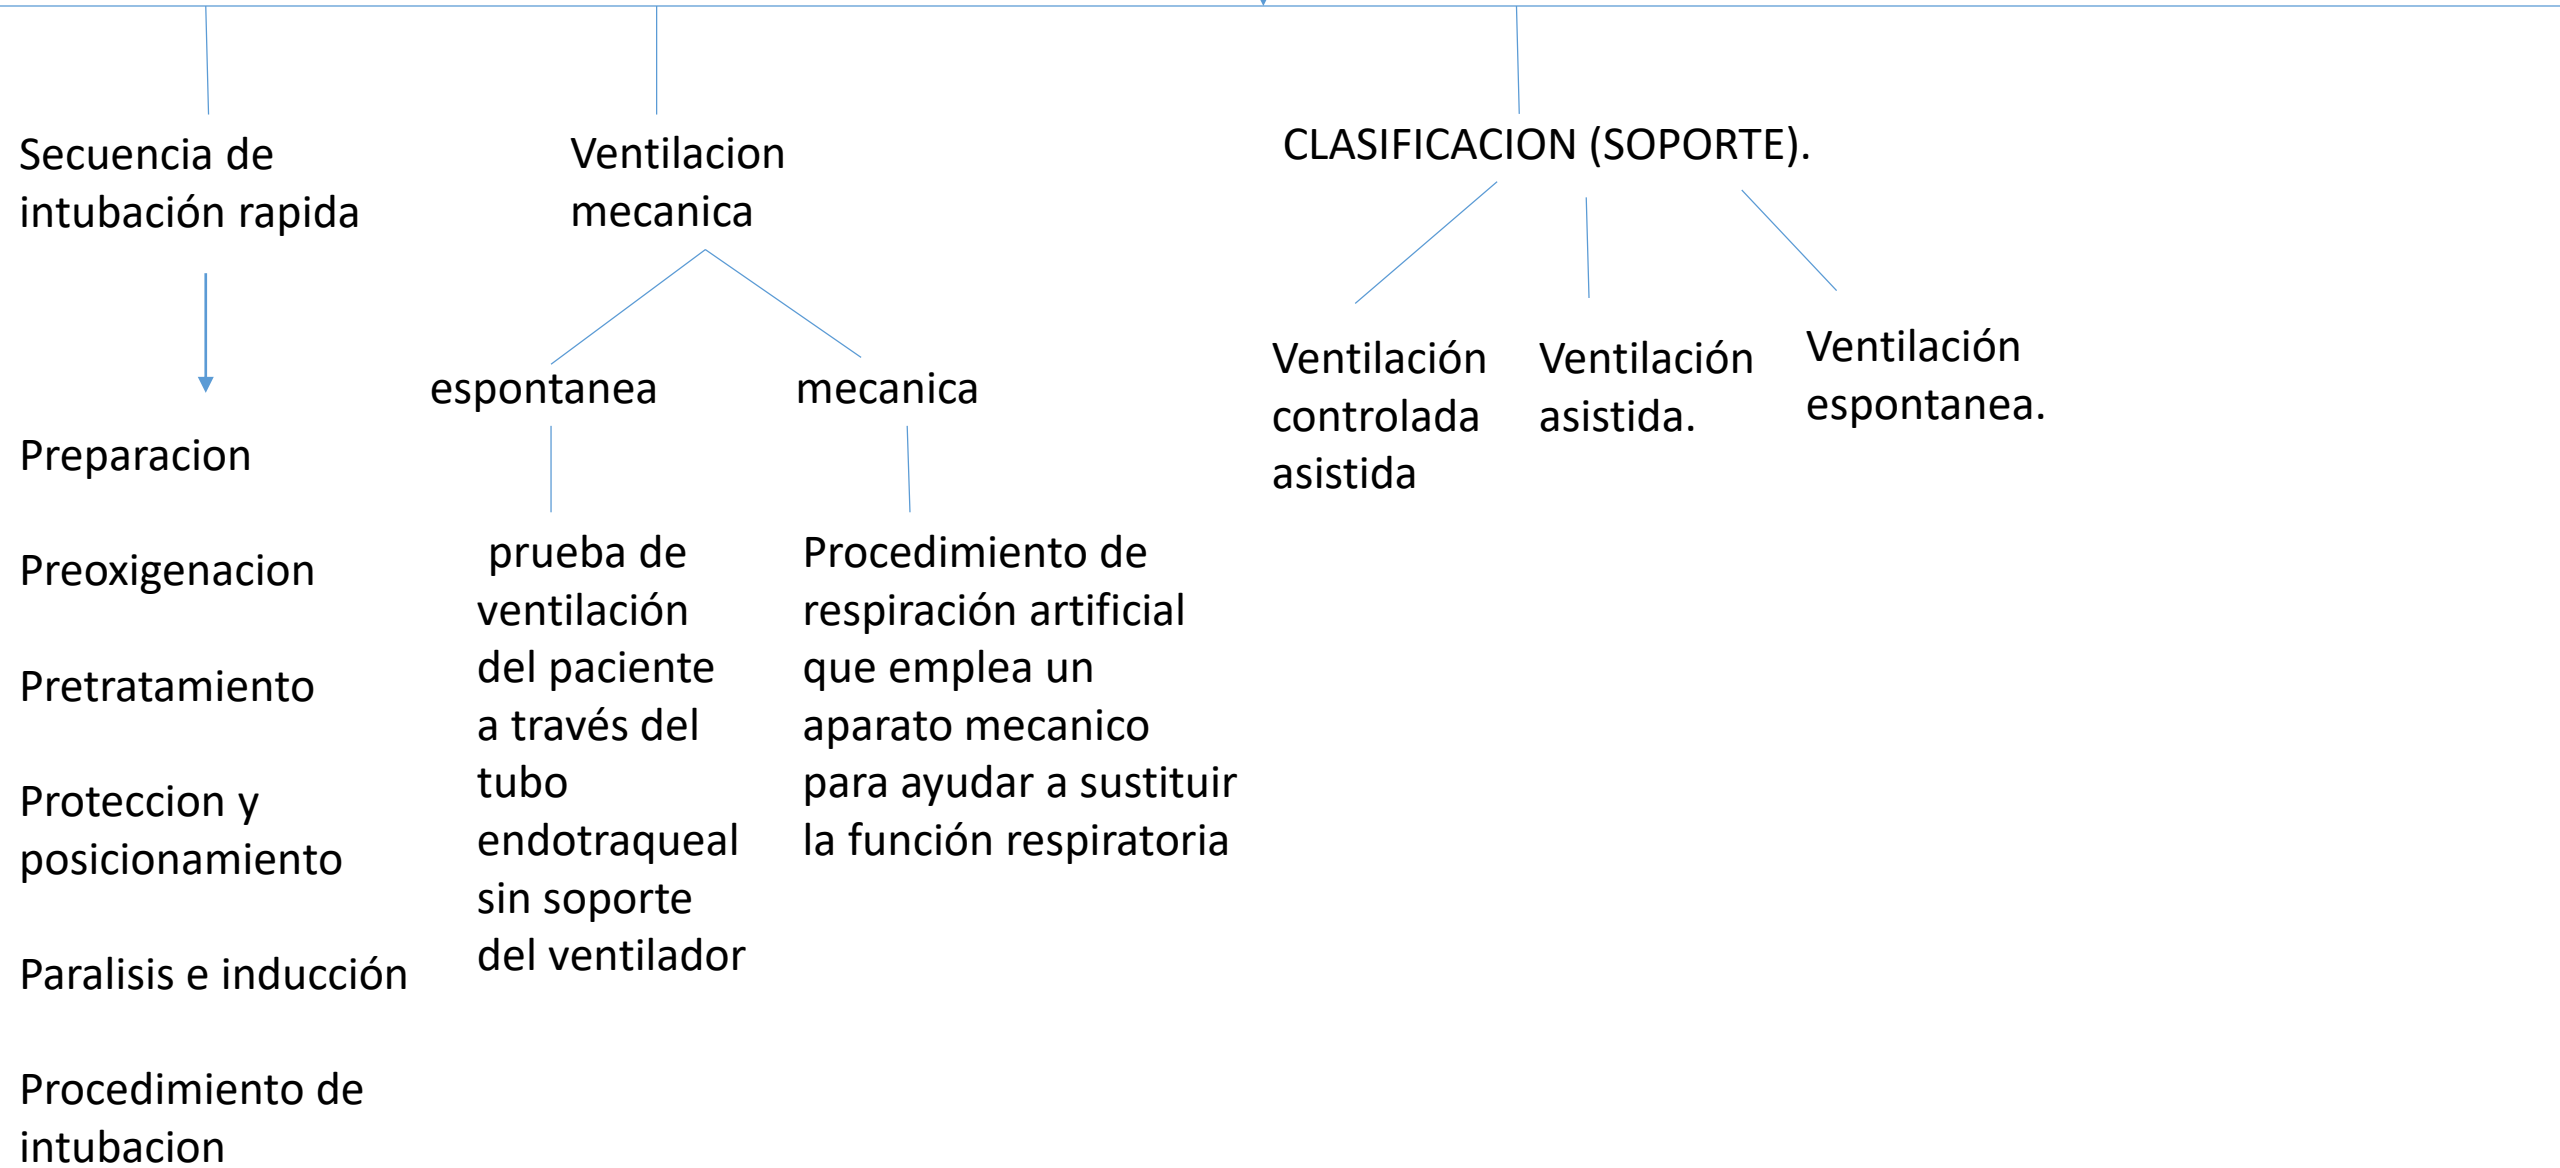 Secuencia de
intubación rapida
Preparacion
Preoxigenacion
Pretratamiento
Proteccion y
posicionamiento
Paralisis e inducción
Procedimiento de
intubacion
Ventilacion
mecanica
espontanea
prueba de
ventilación
del paciente
a través del
tubo
endotraqueal
sin soporte
del ventilador
mecanica
Procedimiento de
respiración artificial
que emplea un
aparato mecanico
para ayudar a sustituir
la función respiratoria
CLASIFICACION (SOPORTE).
Ventilación
controlada
asistida
Ventilación
asistida.
Ventilación
espontanea.